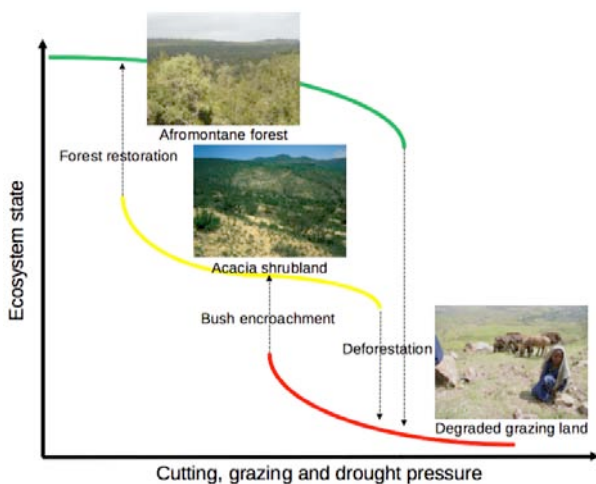 Afromontane forest
Forest restoration
Acacia shrubland
Bush encroachment
Deforestation
Degraded grazing land
Ecosystem state
Cutting, grazing and drought pressure